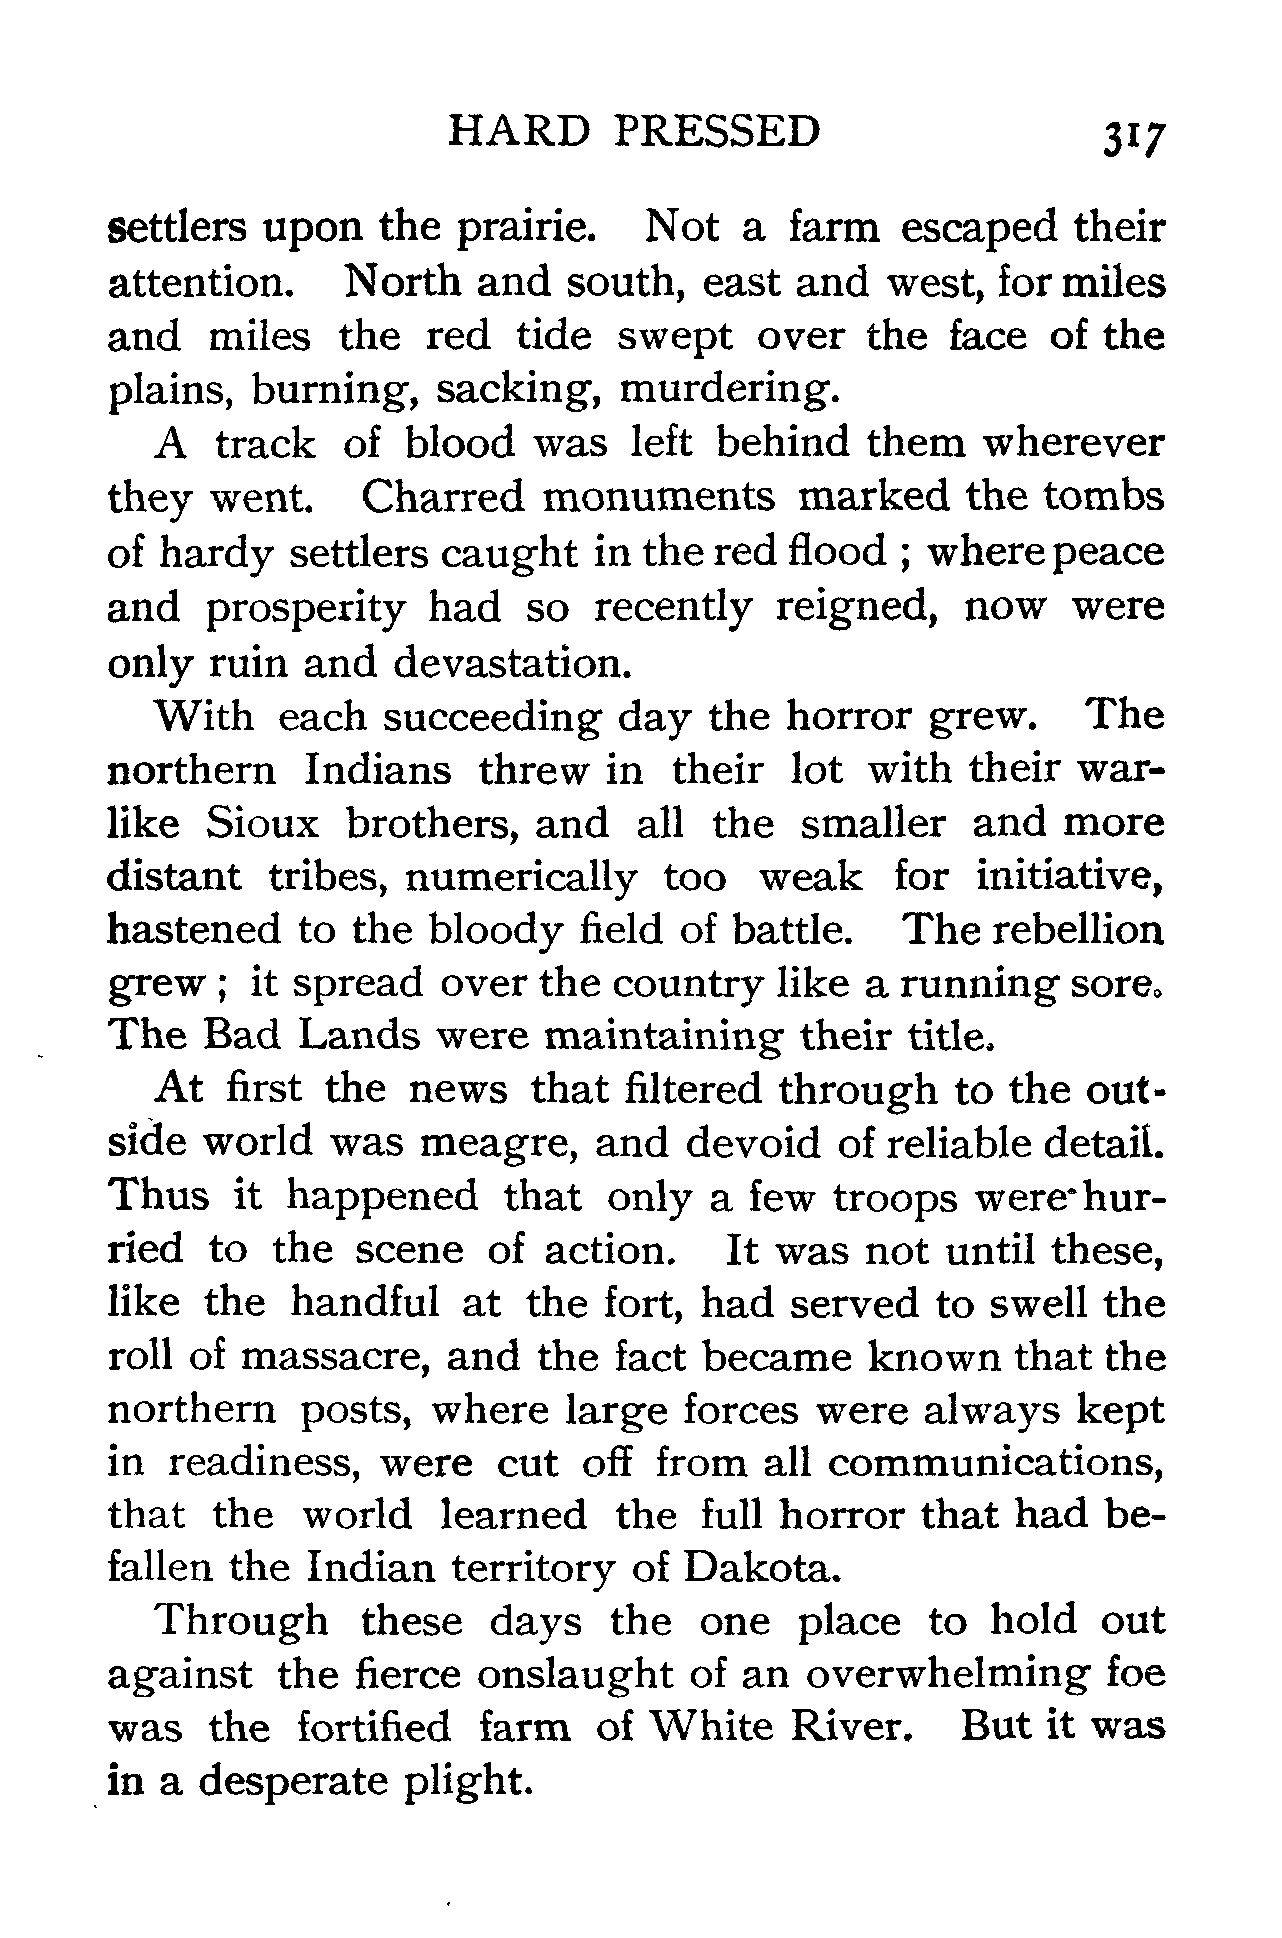 HARD PRESSED 317
settlers upon the prairie. Not a farm escaped their
attention. North and south, east and west, for miles
and miles the red tide swept over the face of the
plains, burning, sacking, murdering.
A track of blood was left behind them wherever
they went. Charred monuments marked the tombs
of hardy settlers caught in the red flood ; where peace
and prosperity had so recently reigned, now were
only ruin and devastation.
With each succeeding day the horror grew. The
northern Indians threw in their lot with their war-
like Sioux brothers, and all the smaller and more
distant tribes, numerically too weak for initiative,
hastened to the bloody field of battle. The rebellion
grew ; it spread over the country like a running sore.
The Bad Lands were maintaining their title.
At first the news that filtered through to the out-
side world was meagre, and devoid of reliable detail.
Thus it happened that only a few troops were hur-
ried to the scene of action. It was not until these,
like the handful at the fort, had served to swell the
roll of massacre, and the fact became known that the
northern posts, where large forces were always kept
in readiness, were cut off from all communications,
that the world learned the full horror that had be-
fallen the Indian territory of Dakota.
Through these days the one place to hold out
against the fierce onslaught of an overwhelming foe
was the fortified farm of White River. But it was
in a desperate plight.